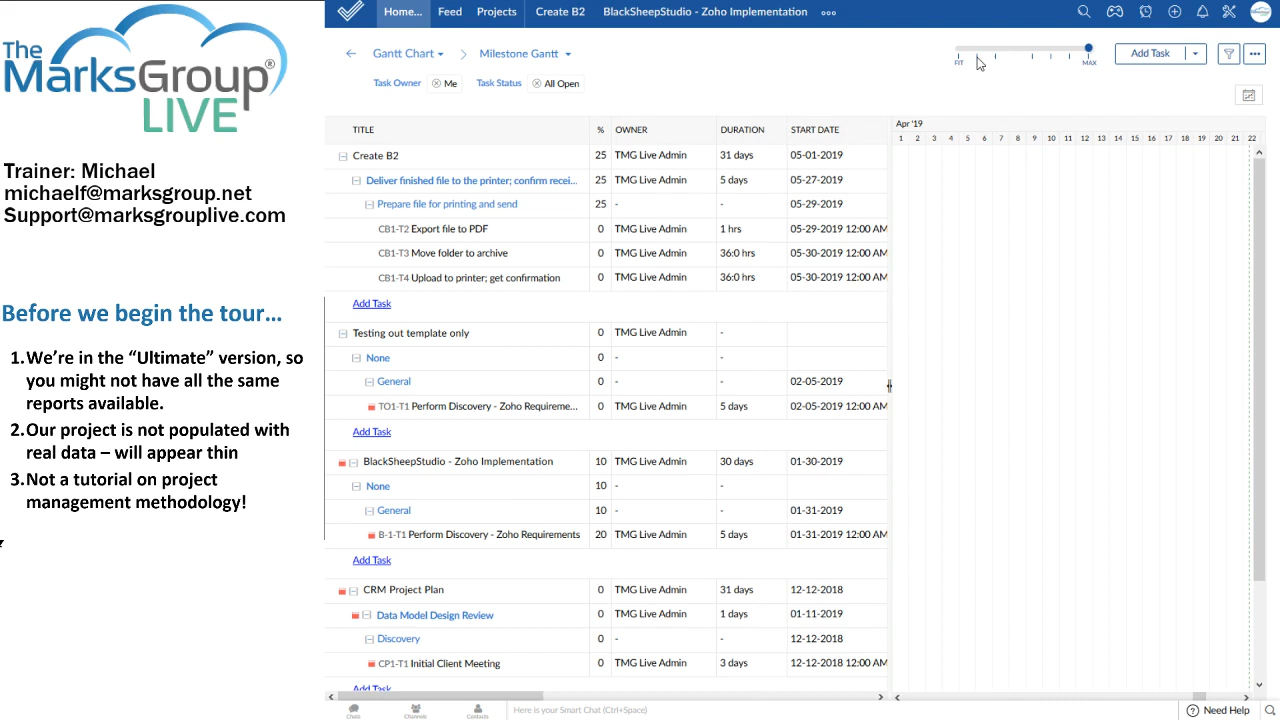 The
MarksGroup®
LIVE
Trainer: Michael
michaelf@marksgroup.net
Support@marksgrouplive.com
Before we begin the tour...
1. We're in the "Ultimate" version, so
you might not have all the same
reports available.
2. Our project is not populated with
real data – will appear thin
3. Not a tutorial on project
management methodology!
Home... Feed Projects Create B2 BlackSheepStudio - Zoho Implementation
Gantt Chart Milestone Gantt FIT MAX Add Task
Task Owner Me Task Status All Open
Apr '19
TITLE % OWNER DURATION START DATE 1 2 3 4 5 6 7 8 9 10 11 12 13 14 15 16 17 18 19 20 21 22
Create B2 25 TMG Live Admin 31 days 05-01-2019
Deliver finished file to the printer; confirm recei... 25 TMG Live Admin 5 days 05-27-2019
Prepare file for printing and send 25 - - 05-29-2019
CB1-T2 Export file to PDF 0 TMG Live Admin 1 hrs 05-29-2019 12:00 AM
CB1-T3 Move folder to archive 0 TMG Live Admin 36:0 hrs 05-30-2019 12:00 AM
CB1-T4 Upload to printer; get confirmation 0 TMG Live Admin 36:0 hrs 05-30-2019 12:00 AM
Add Task
Testing out template only 0 TMG Live Admin -
None 0 - -
General 0 - - 02-05-2019
TO1-T1 Perform Discovery - Zoho Requireme... 0 TMG Live Admin 5 days 02-05-2019 12:00 AM
Add Task
BlackSheepStudio - Zoho Implementation 10 TMG Live Admin 30 days 01-30-2019
None 10 - -
General 10 - - 01-31-2019
B-1-T1 Perform Discovery - Zoho Requirements 20 TMG Live Admin 5 days 01-31-2019 12:00 AM
Add Task
CRM Project Plan 0 TMG Live Admin 31 days 12-12-2018
Data Model Design Review 0 TMG Live Admin 1 days 01-11-2019
Discovery 0 - - 12-12-2018
CP1-T1 Initial Client Meeting 0 TMG Live Admin 3 days 12-12-2018 12:00 AM
Add Task
Chats Channels Contacts Here is your Smart Chat (Ctrl+Space) Need Help